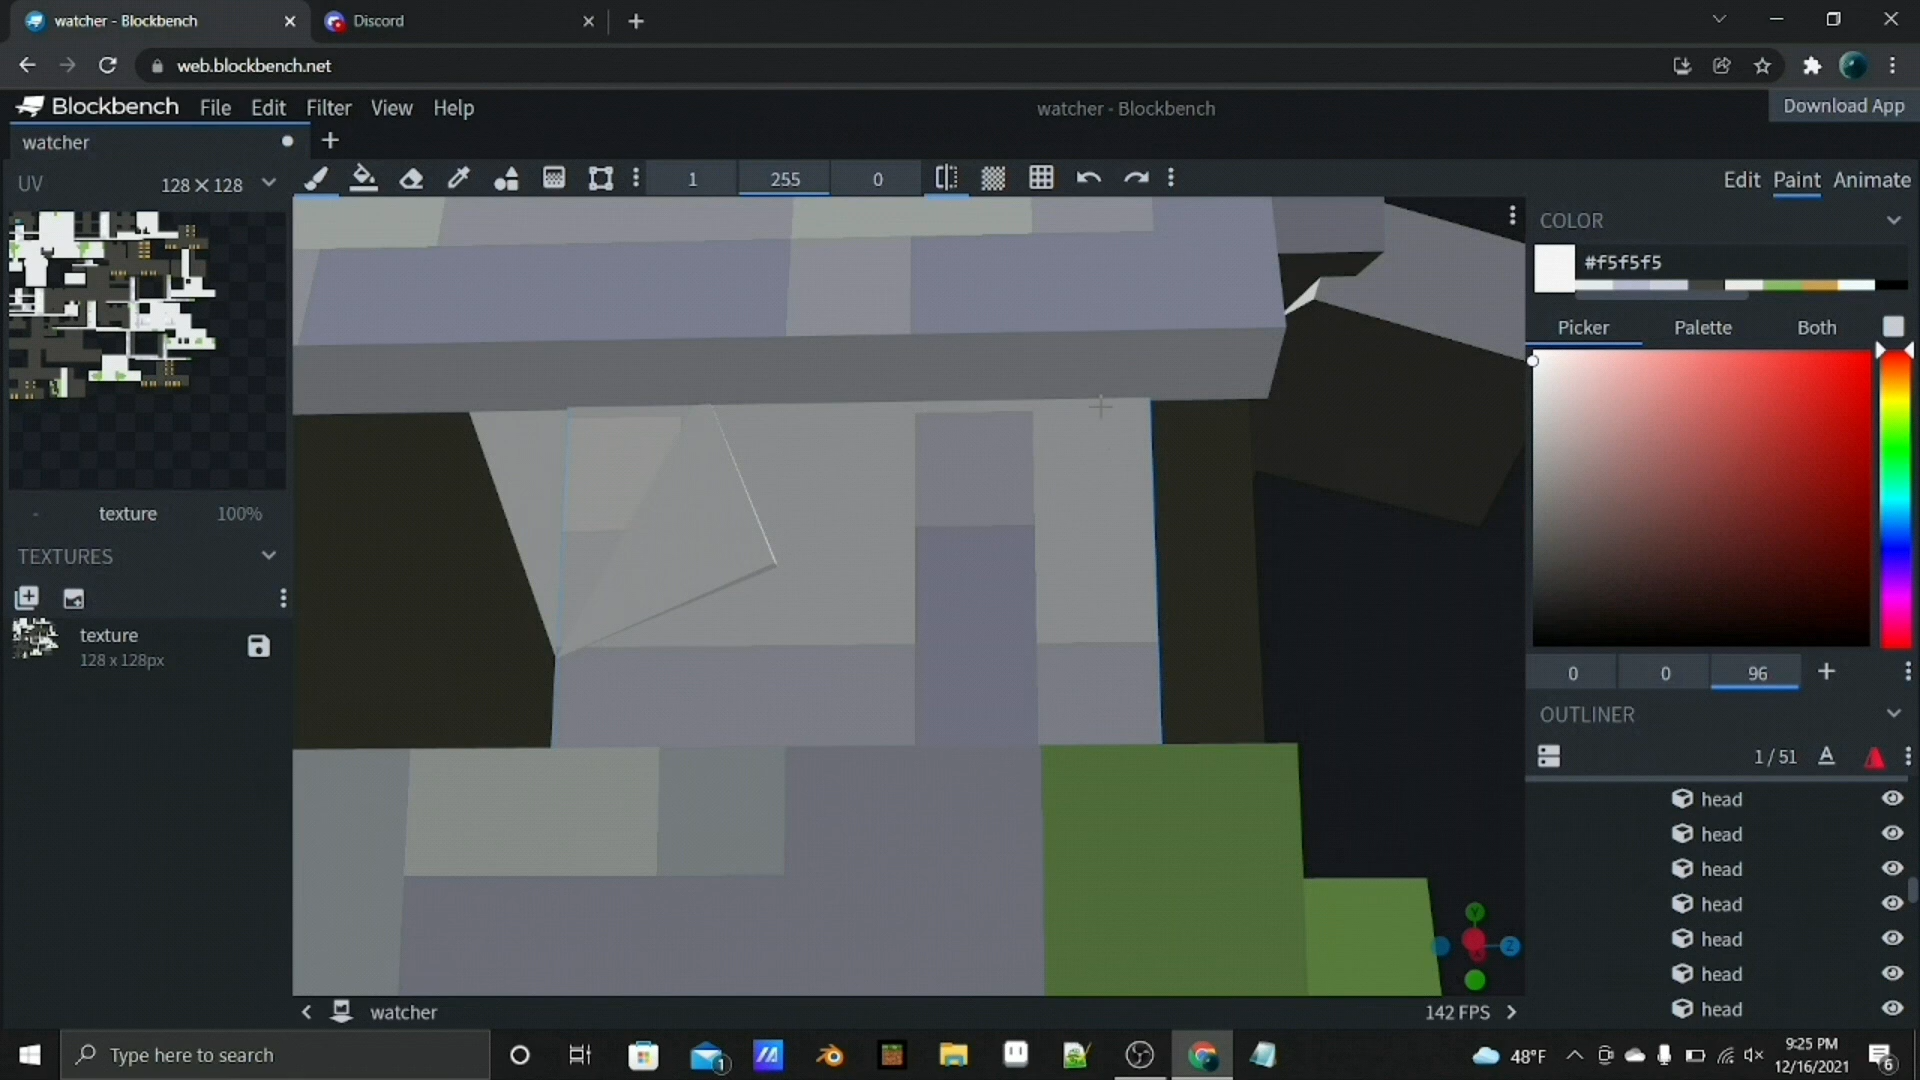 watcher - Blockbench
Discord
web.blockbench.net
Blockbench
File Edit Filter View Help
watcher - Blockbench
Download App
watcher
UV
128 × 128
1
255
0
Edit Paint Animate
COLOR
#f5f5f5
Picker Palette Both
texture
100%
TEXTURES
texture
128 x 128px
0
0
96
OUTLINER
1 / 51
head
head
head
head
head
head
head
watcher
142 FPS
Y
Z
Type here to search
1
48°F
9:25 PM
12/16/2021
6